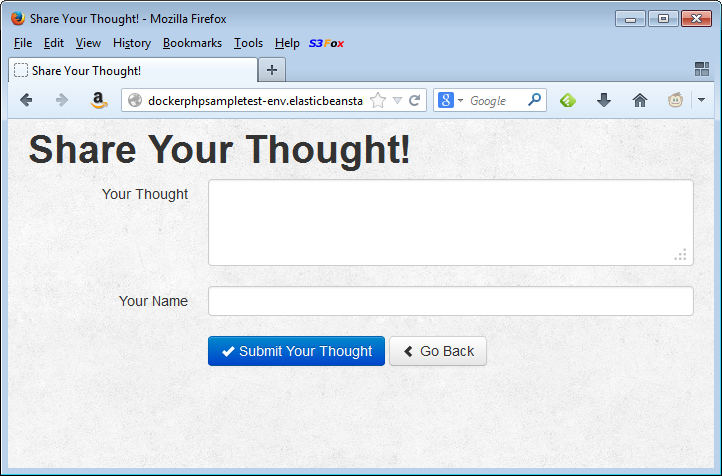 Share Your Thought! - Mozilla Firefox
File Edit View History Bookmarks Tools Help S3Fox
Share Your Thought!
dockerphpsampletest-env.elasticbeansta Google
Share Your Thought!
Your Thought
Your Name
Submit Your Thought Go Back